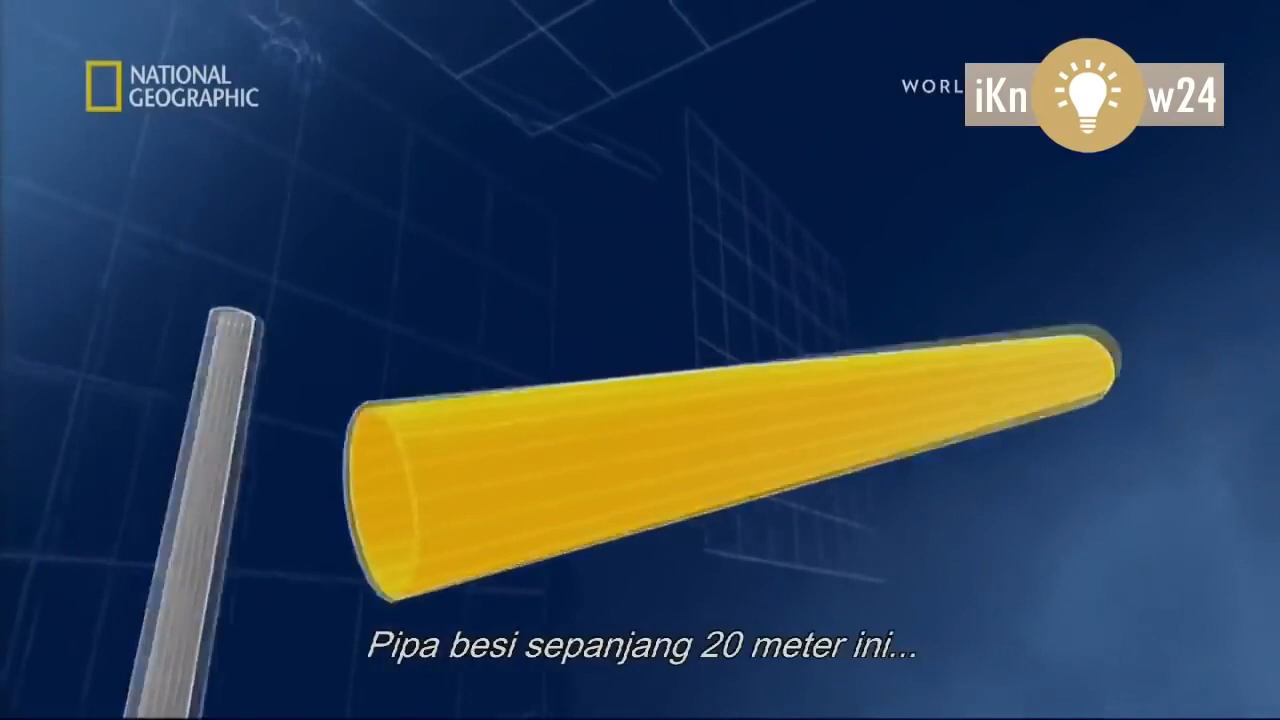 NATIONAL
GEOGRAPHIC
WORL
iKn w24
Pipa besi sepanjang 20 meter ini...